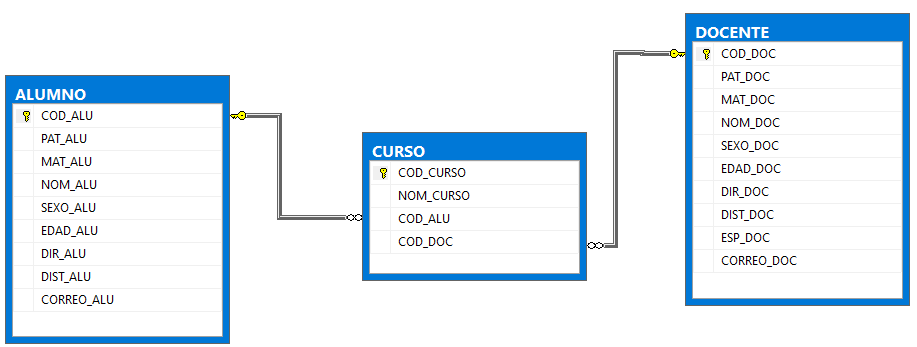 ALUMNO
COD_ALU
PAT_ALU
MAT_ALU
NOM_ALU
SEXO_ALU
EDAD_ALU
DIR_ALU
DIST_ALU
CORREO_ALU
CURSO
COD_CURSO
NOM_CURSO
COD_ALU
COD_DOC
DOCENTE
COD_DOC
PAT_DOC
MAT_DOC
NOM_DOC
SEXO_DOC
EDAD_DOC
DIR_DOC
DIST_DOC
ESP_DOC
CORREO_DOC